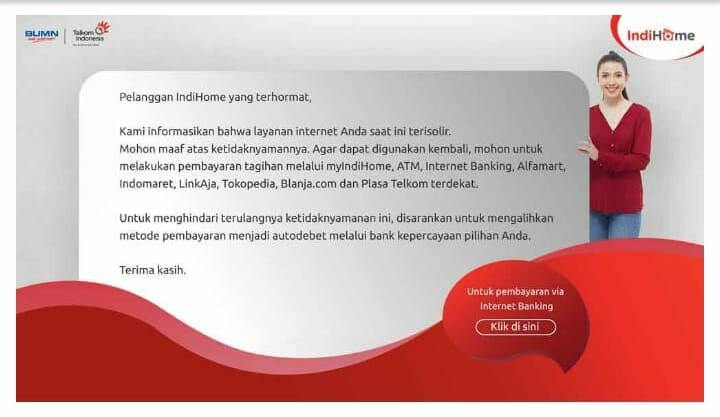 BUMN
Telkom
Indonesia
IndiHome
Pelanggan IndiHome yang terhormat,
Kami informasikan bahwa layanan internet Anda saat ini terisolir.
Mohon maaf atas ketidaknyamannya. Agar dapat digunakan kembali, mohon untuk
melakukan pembayaran tagihan melalui myIndiHome, ATM, Internet Banking, Alfamart,
Indomaret, LinkAja, Tokopedia, Blanja.com dan Plasa Telkom terdekat.
Untuk menghindari terulangnya ketidaknyamanan ini, disarankan untuk mengalihkan
metode pembayaran menjadi autodebet melalui bank kepercayaan pilihan Anda.
Terima kasih.
Untuk pembayaran via
Internet Banking
Klik di sini